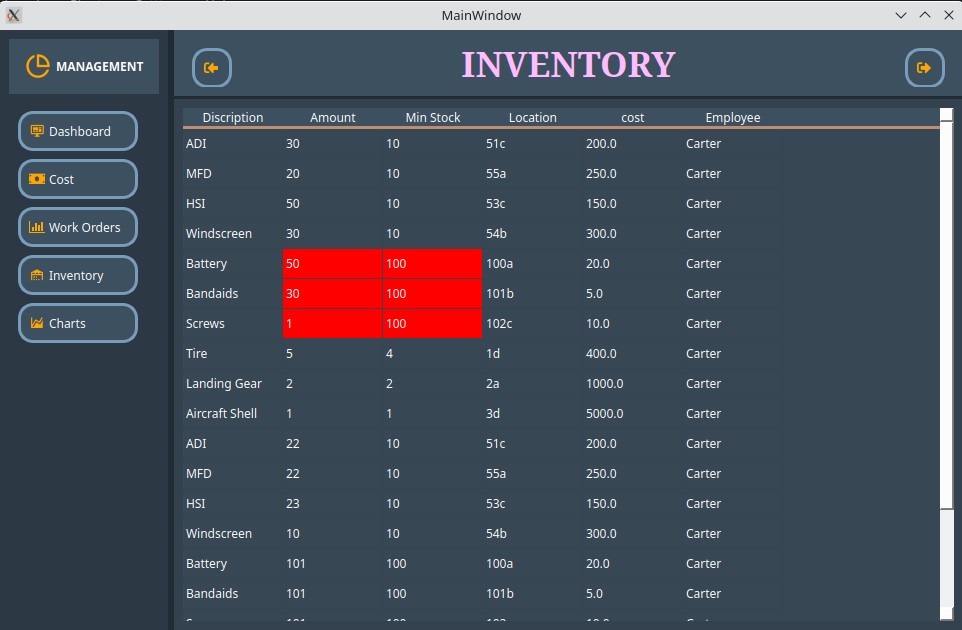 MainWindow
MANAGEMENT
INVENTORY
Dashboard
Cost
Work Orders
Inventory
Charts
Discription Amount Min Stock Location cost Employee
ADI 30 10 51c 200.0 Carter
MFD 20 10 55a 250.0 Carter
HSI 50 10 53c 150.0 Carter
Windscreen 30 10 54b 300.0 Carter
Battery 50 100 100a 20.0 Carter
Bandaids 30 100 101b 5.0 Carter
Screws 1 100 102c 10.0 Carter
Tire 5 4 1d 400.0 Carter
Landing Gear 2 2 2a 1000.0 Carter
Aircraft Shell 1 1 3d 5000.0 Carter
ADI 22 10 51c 200.0 Carter
MFD 22 10 55a 250.0 Carter
HSI 23 10 53c 150.0 Carter
Windscreen 10 10 54b 300.0 Carter
Battery 101 100 100a 20.0 Carter
Bandaids 101 100 101b 5.0 Carter